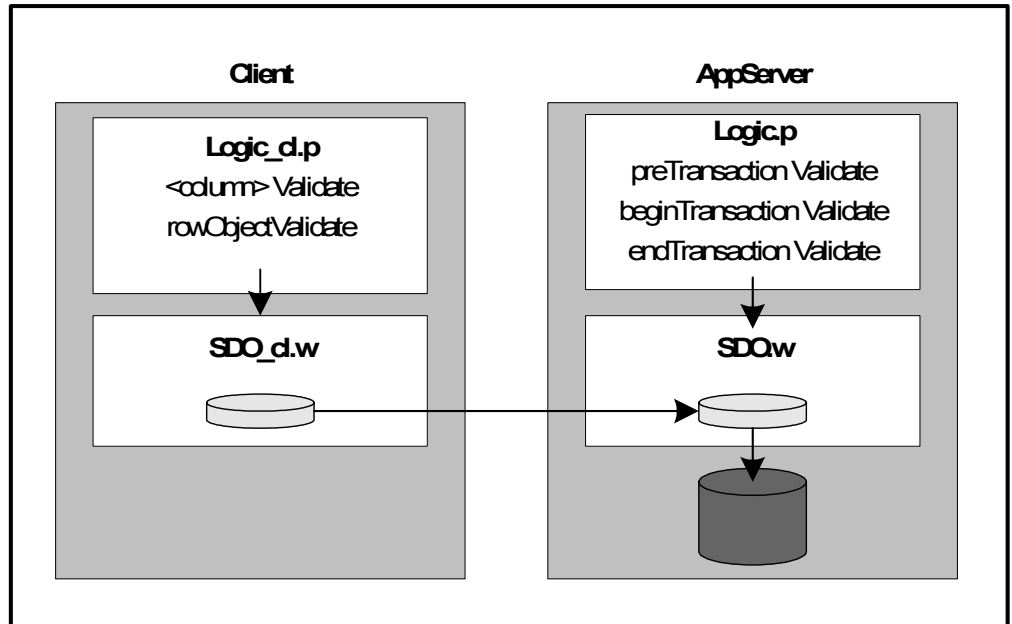 Client
Logic_cl.p
<column> Validate
rowObjectValidate
SDO_cl.w
AppServer
Logic.p
preTransaction Validate
beginTransaction Validate
endTransaction Validate
SDO.w